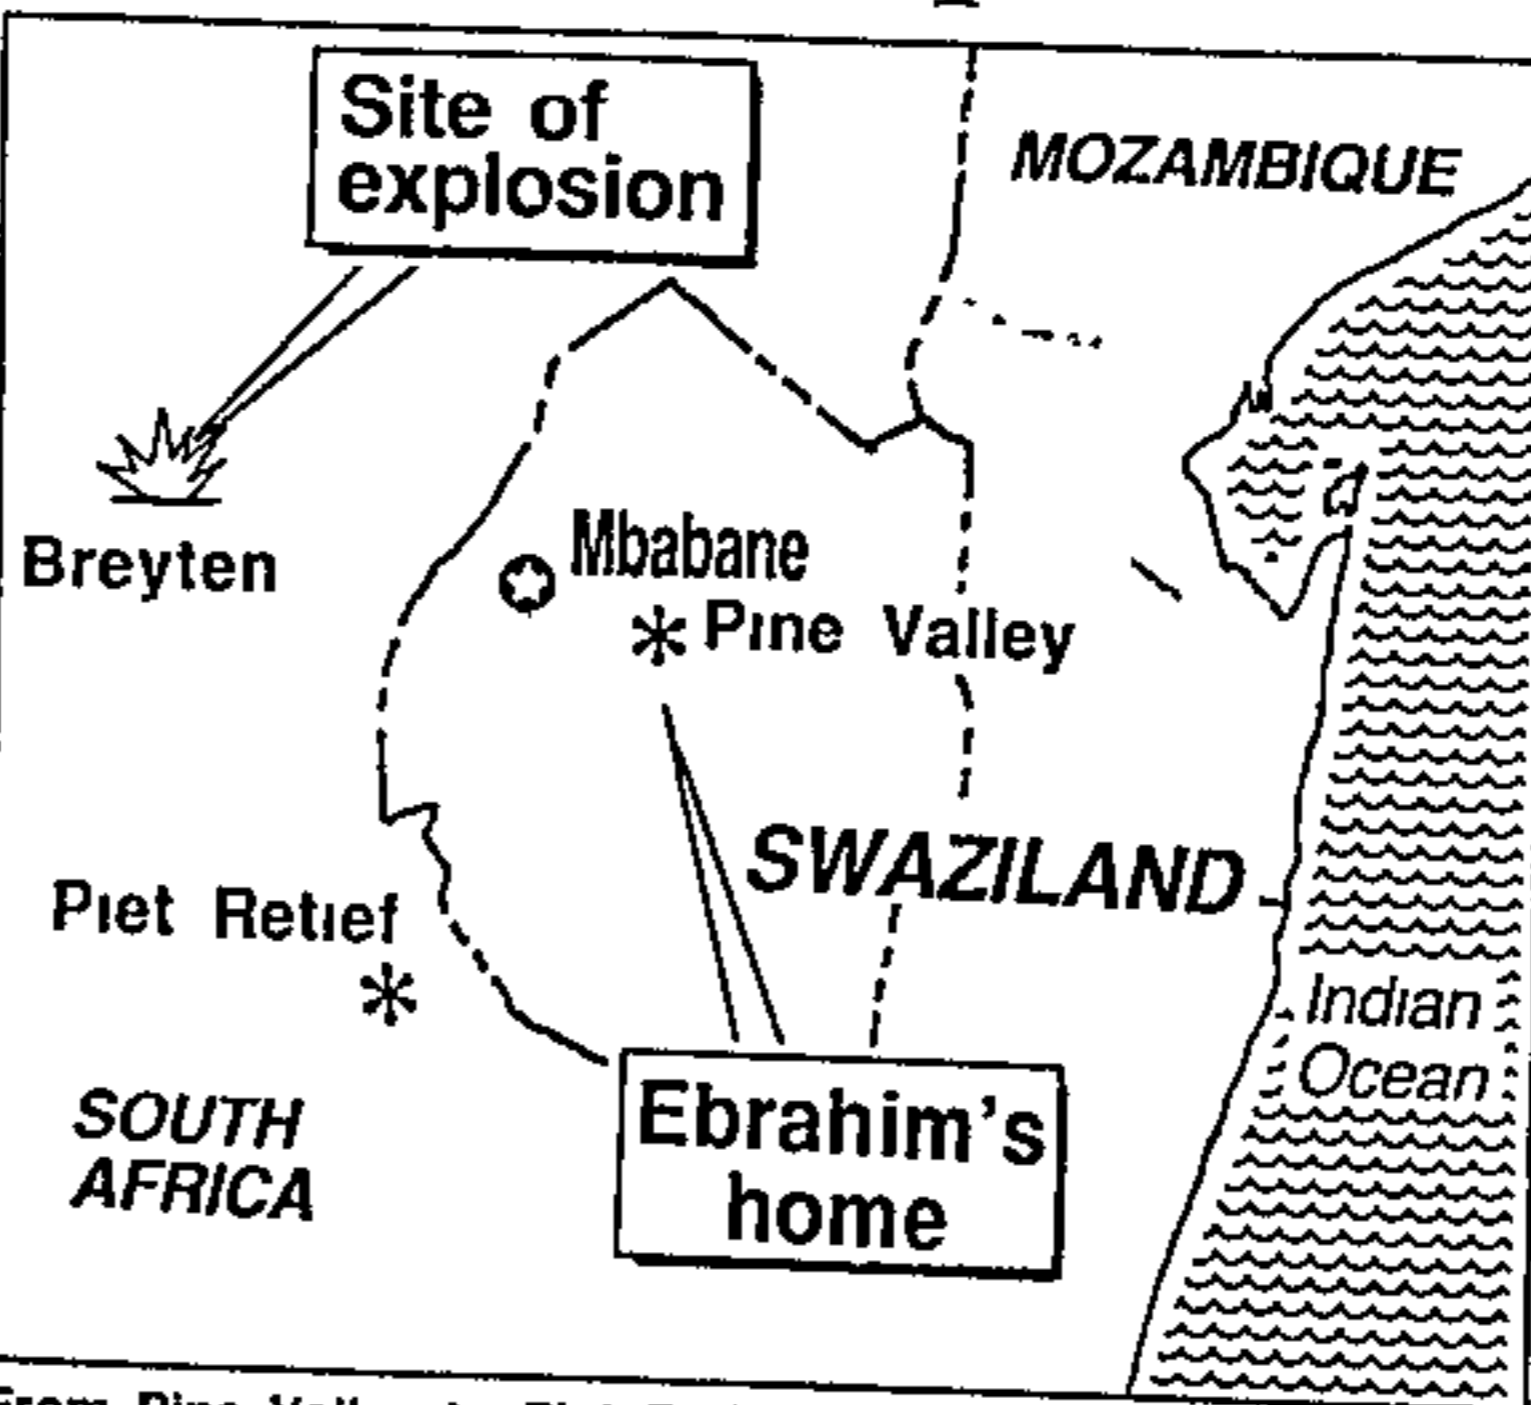 Site of
explosion
MOZAMBIQUE
Breyten
Mbabane
Pine Valley
SWAZILAND
Piet Retief
Indian
Ocean
SOUTH
AFRICA
Ebrahim's
home